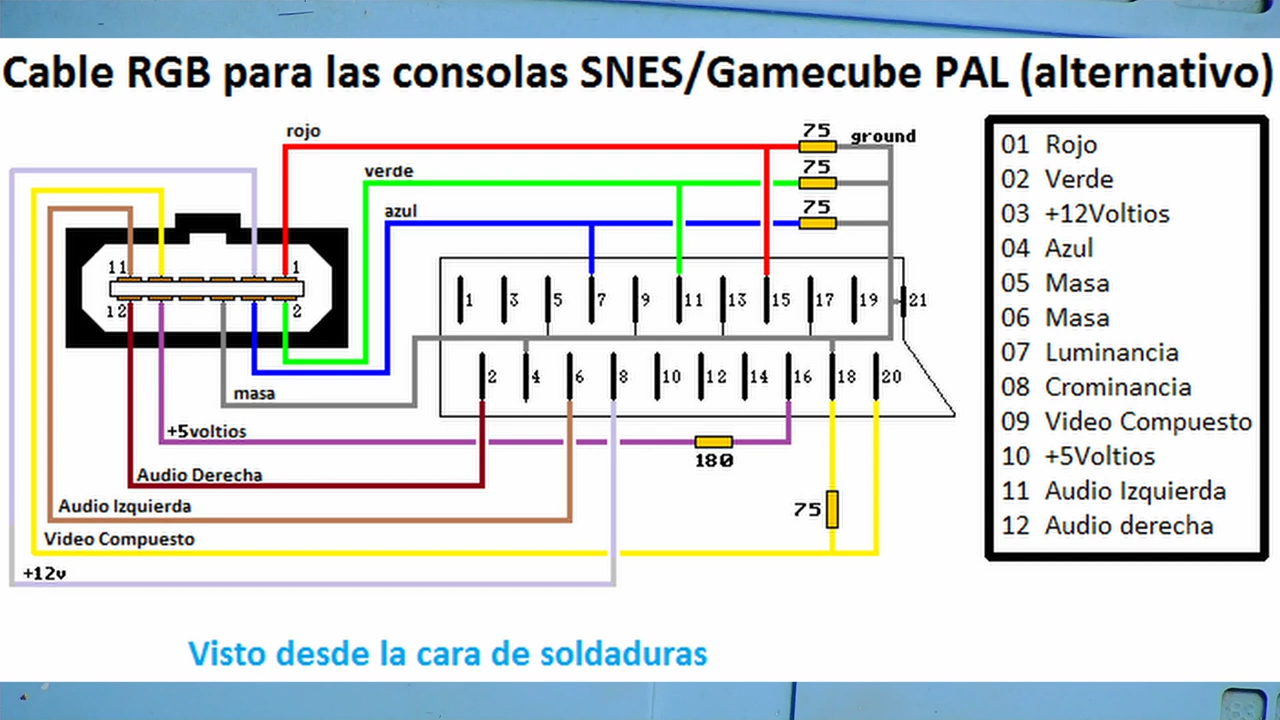 Cable RGB para las consolas SNES/Gamecube PAL (alternativo)
rojo
75
ground
verde
75
azul
75
11
1
12
2
1 3 5 7 9 11 13 15 17 19 21
2 4 6 8 10 12 14 16 18 20
masa
+5voltios
180
Audio Derecha
Audio Izquierda
75
Video Compuesto
+12v
01 Rojo
02 Verde
03 +12Voltios
04 Azul
05 Masa
06 Masa
07 Luminancia
08 Crominancia
09 Video Compuesto
10 +5Voltios
11 Audio Izquierda
12 Audio derecha
Visto desde la cara de soldaduras